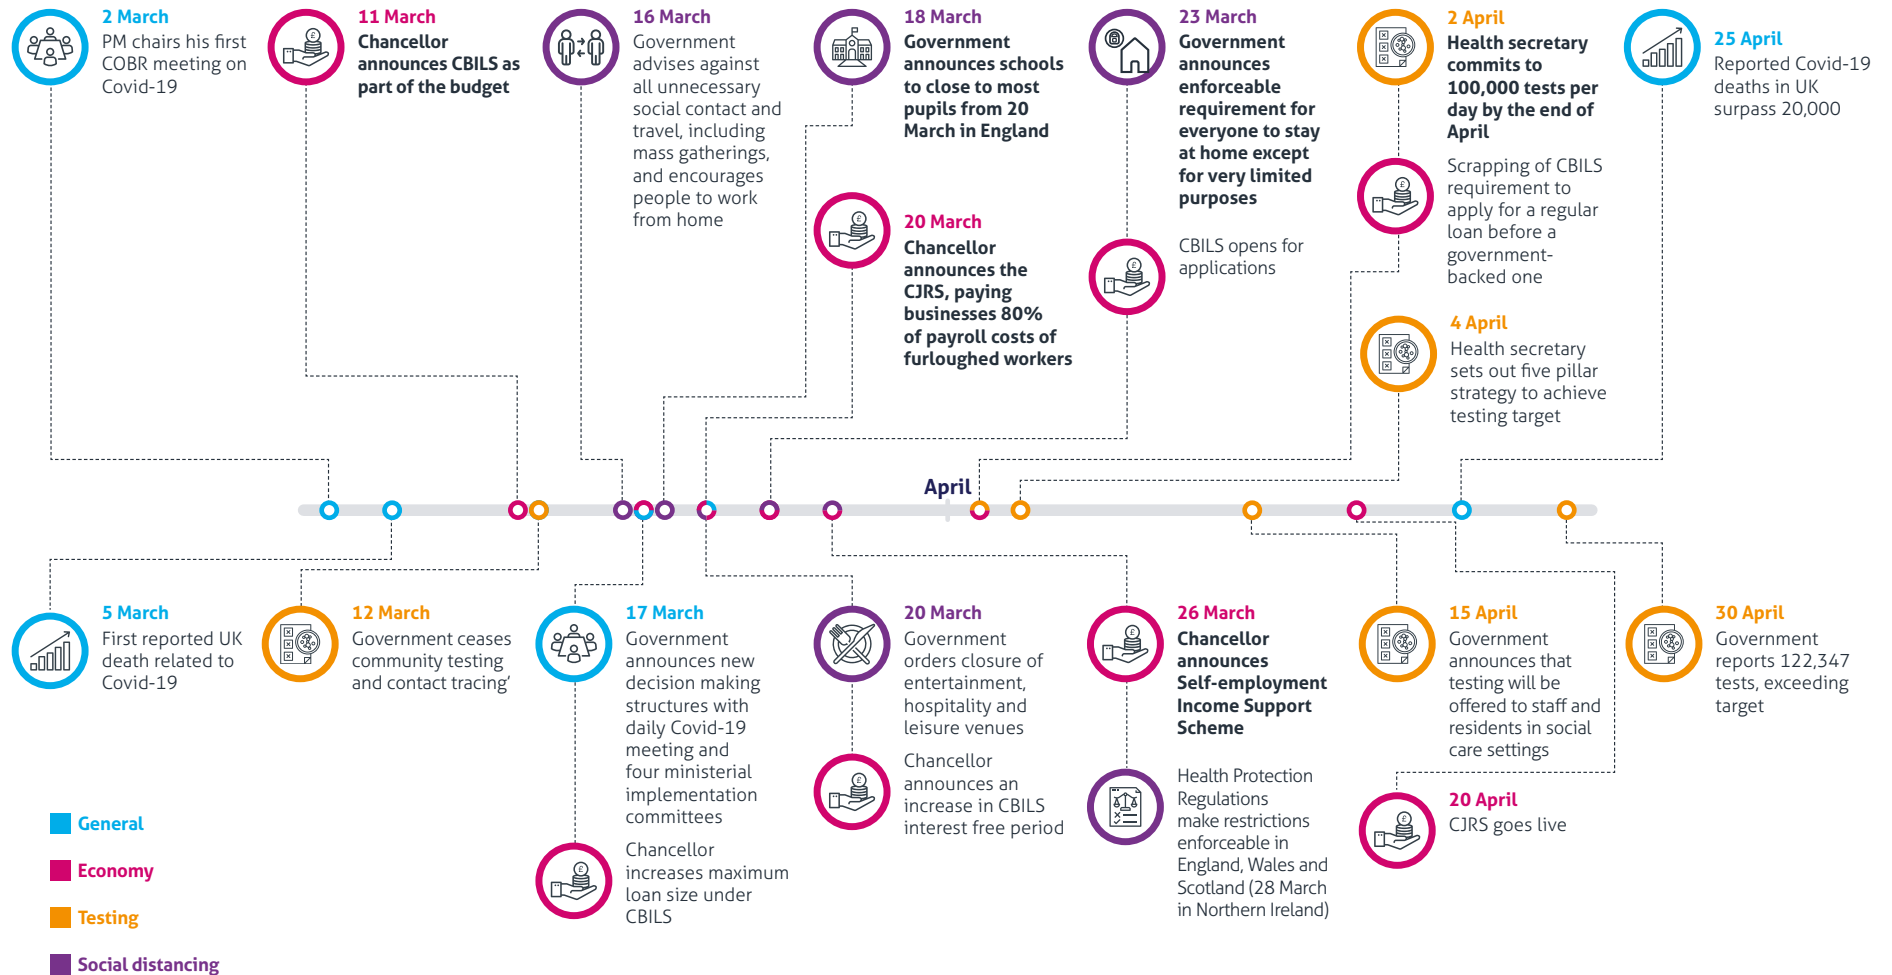 2 March
PM chairs his first
COBR meeting on
Covid-19
11 March
Chancellor
announces CBILS as
part of the budget
16 March
Government
advises against
all unnecessary
social contact and
travel, including
mass gatherings,
and encourages
people to work
from home
18 March
Government
announces schools
to close to most
pupils from 20
March in England
20 March
Chancellor
announces the
CJRS, paying
businesses 80%
of payroll costs of
furloughed workers
23 March
Government
announces
enforceable
requirement for
everyone to stay
at home except
for very limited
purposes
CBILS opens for
applications
2 April
Health secretary
commits to
100,000 tests per
day by the end of
April
Scrapping of CBILS
requirement to
apply for a regular
loan before a
government-
backed one
4 April
Health secretary
sets out five pillar
strategy to achieve
testing target
25 April
Reported Covid-19
deaths in UK
surpass 20,000
April
5 March
First reported UK
death related to
Covid-19
12 March
Government ceases
community testing
and contact tracing’
17 March
Government
announces new
decision making
structures with
daily Covid-19
meeting and
four ministerial
implementation
committees
Chancellor
increases maximum
loan size under
CBILS
20 March
Government
orders closure of
entertainment,
hospitality and
leisure venues
Chancellor
announces an
increase in CBILS
interest free period
26 March
Chancellor
announces
Self-employment
Income Support
Scheme
Health Protection
Regulations
make restrictions
enforceable in
England, Wales and
Scotland (28 March
in Northern Ireland)
15 April
Government
announces that
testing will be
offered to staff and
residents in social
care settings
20 April
CJRS goes live
30 April
Government
reports 122,347
tests, exceeding
target
General
Economy
Testing
Social distancing